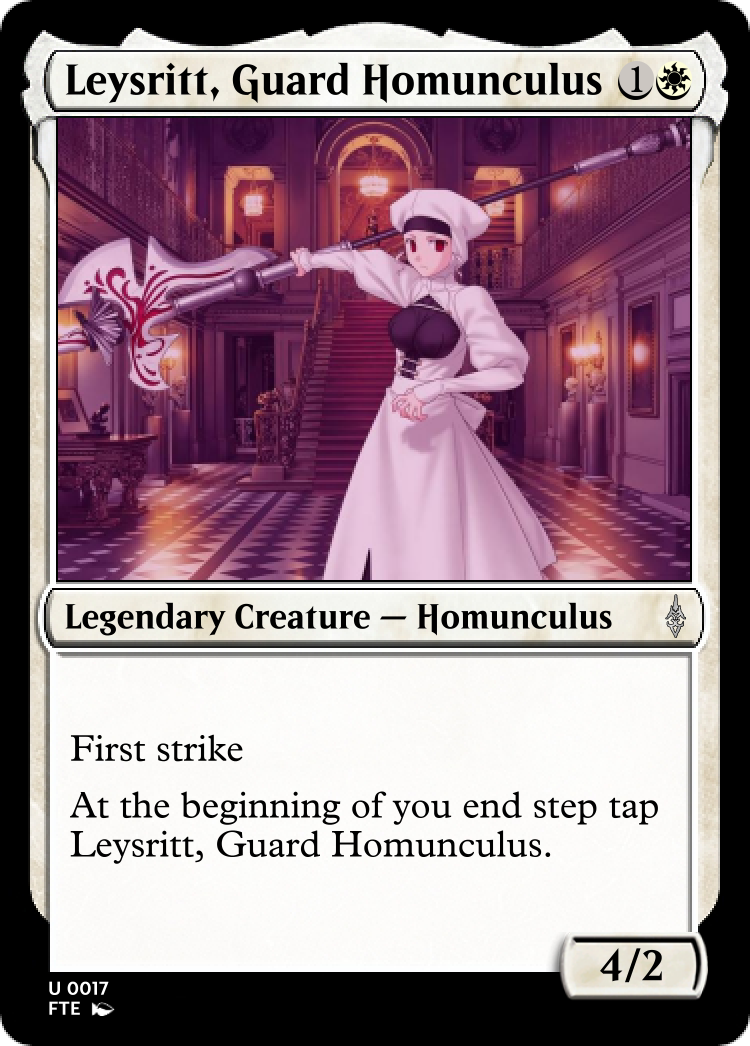 Leysritt, Guard Homunculus 1
Legendary Creature — Homunculus
First strike
At the beginning of you end step tap
Leysritt, Guard Homunculus.
4/2
U 0017
FTE